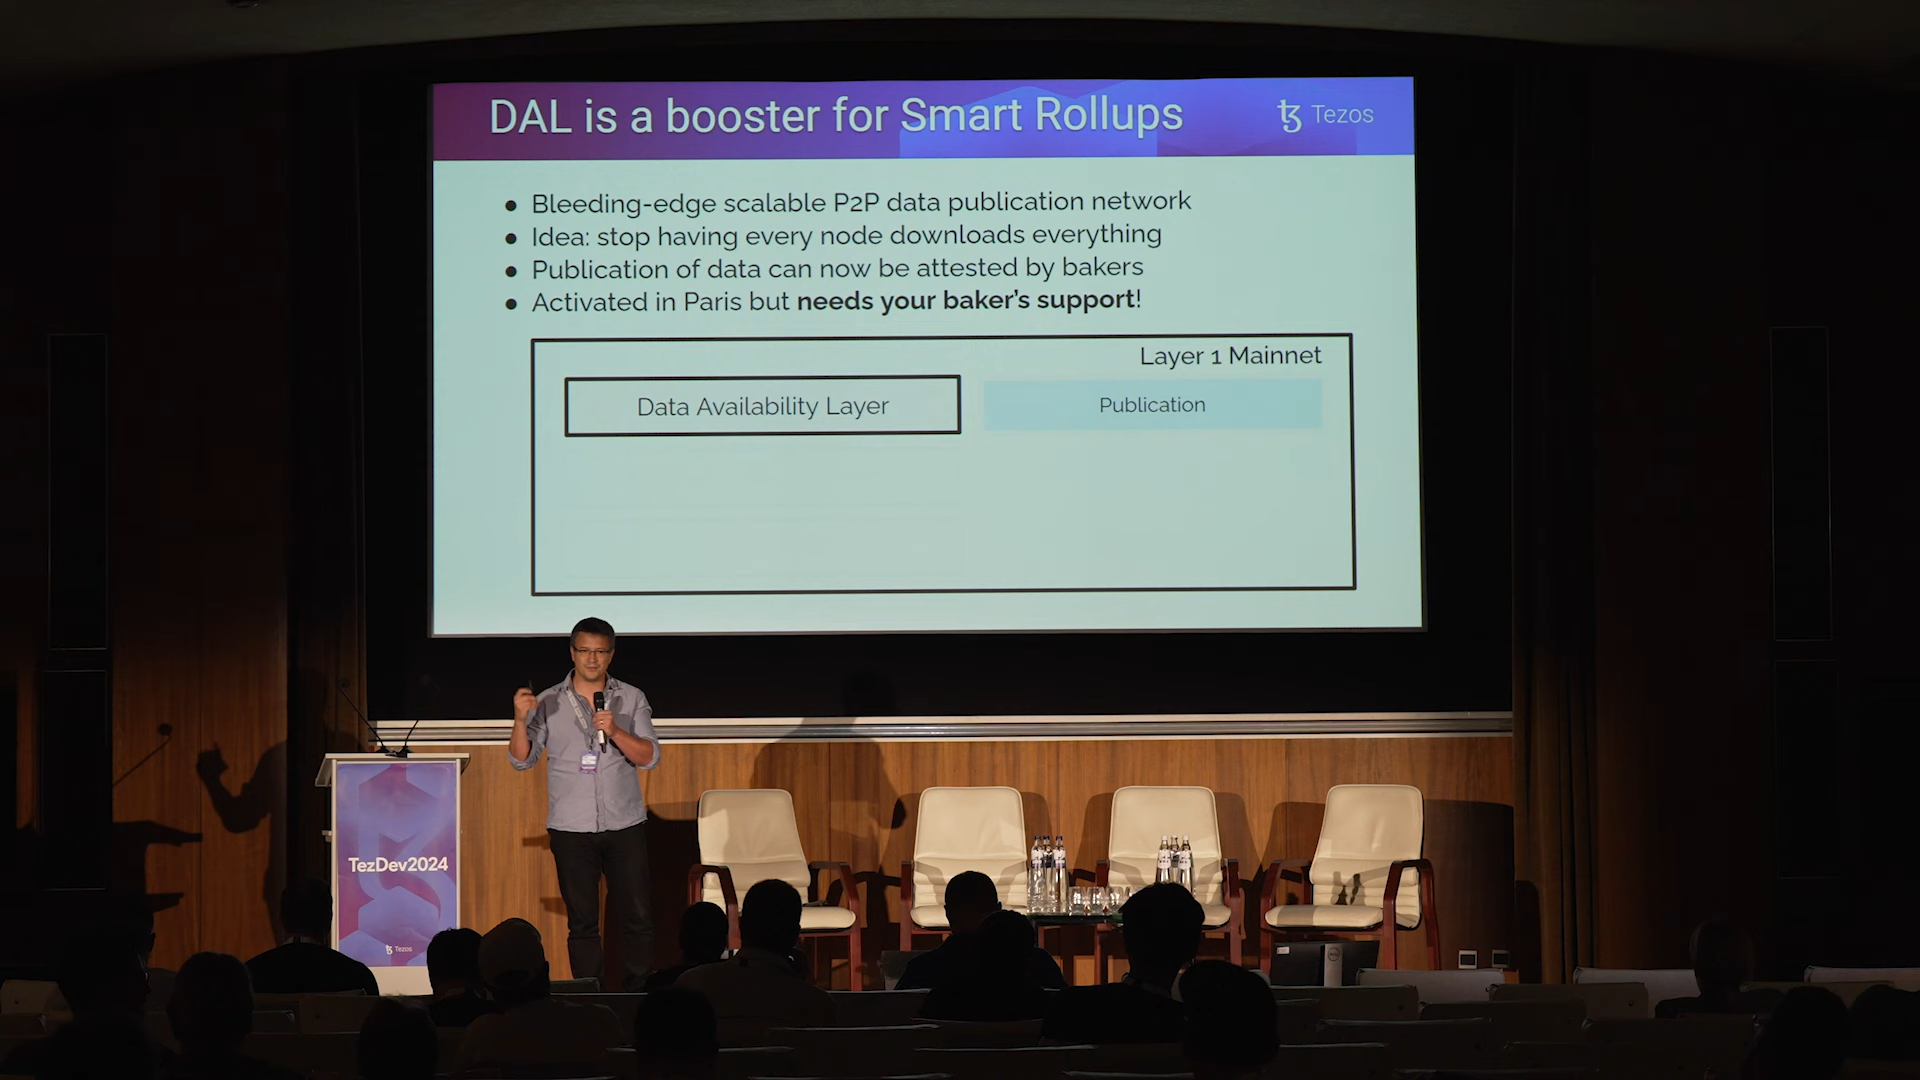 DAL is a booster for Smart Rollups
Tezos
● Bleeding-edge scalable P2P data publication network
● Idea: stop having every node downloads everything
● Publication of data can now be attested by bakers
● Activated in Paris but needs your baker's support!
Layer 1 Mainnet
Data Availability Layer
Publication
TezDev2024
Tezos